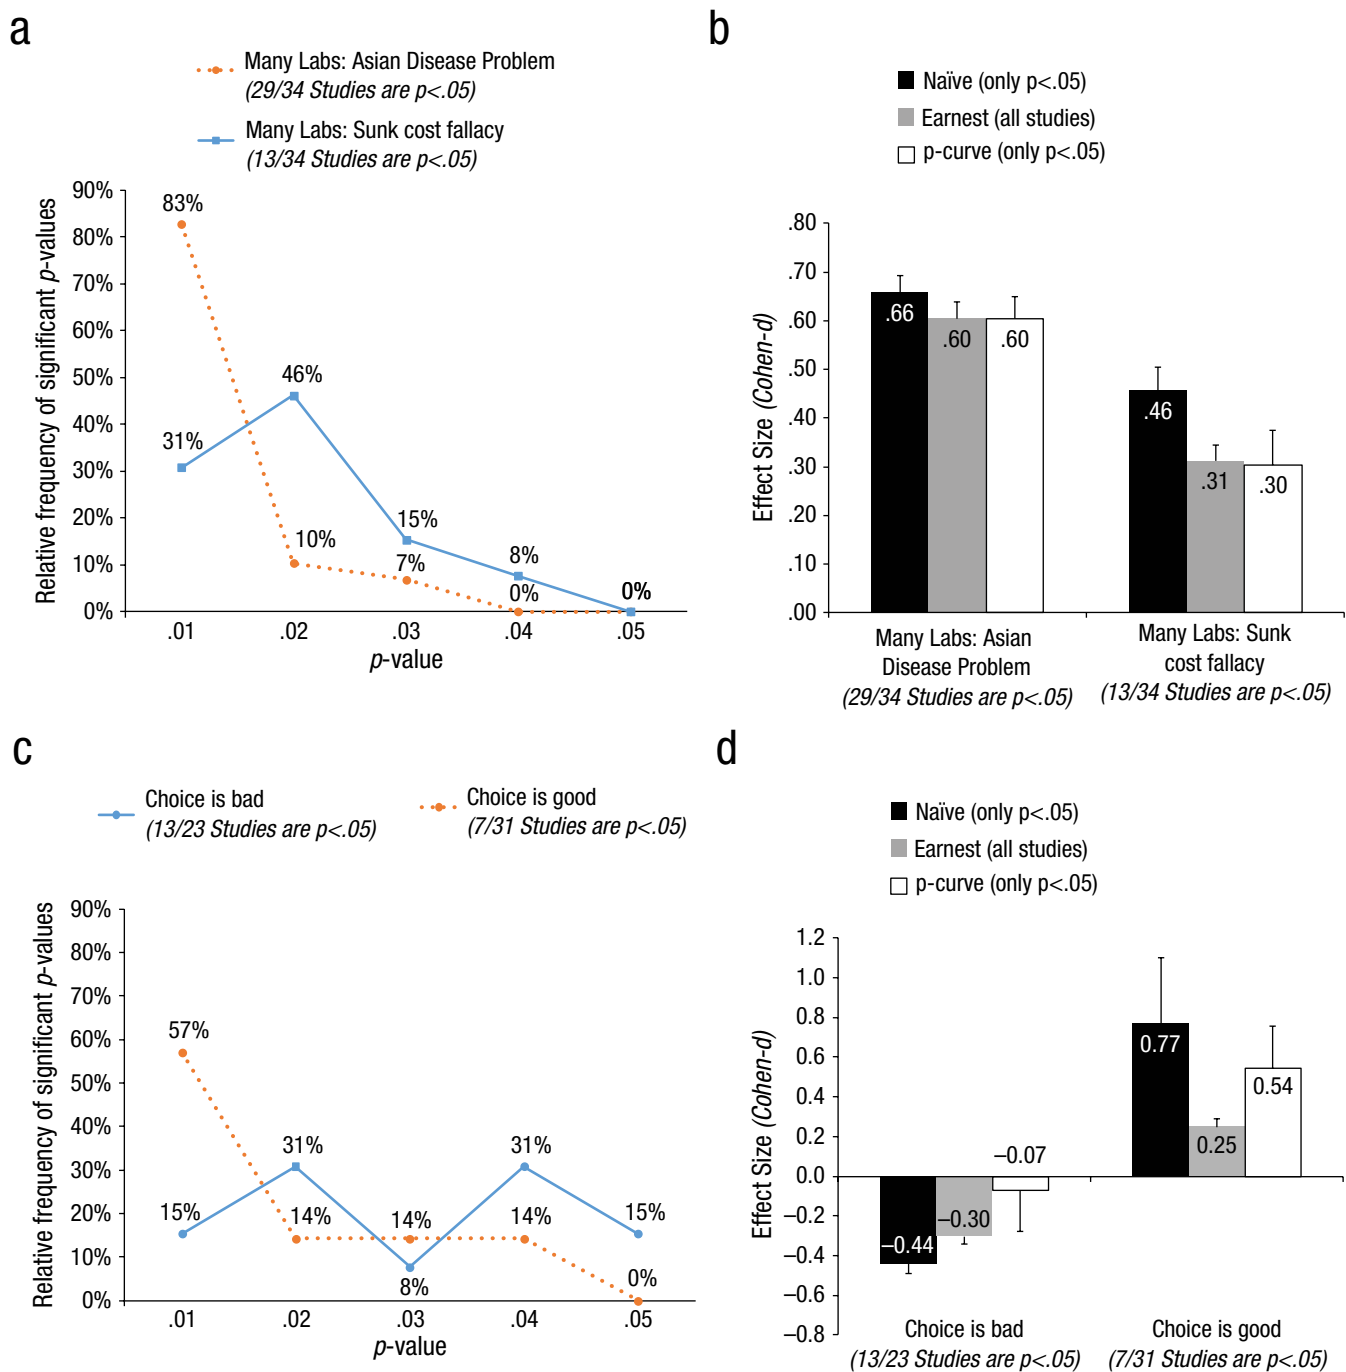 a
Many Labs: Asian Disease Problem
(29/34 Studies are p<.05)
Many Labs: Sunk cost fallacy
(13/34 Studies are p<.05)
Relative frequency of significant p-values
90%
80%
70%
60%
50%
40%
30%
20%
10%
0%
83%
31%
46%
10%
15%
7%
8%
0%
0%
.01 .02 .03 .04 .05
p-value
b
Naïve (only p<.05)
Earnest (all studies)
p-curve (only p<.05)
Effect Size (Cohen-d)
.80
.70
.60
.50
.40
.30
.20
.10
.00
.66 .60 .60
.46 .31 .30
Many Labs: Asian
Disease Problem
(29/34 Studies are p<.05)
Many Labs: Sunk
cost fallacy
(13/34 Studies are p<.05)
c
Choice is bad
(13/23 Studies are p<.05)
Choice is good
(7/31 Studies are p<.05)
Relative frequency of significant p-values
90%
80%
70%
60%
50%
40%
30%
20%
10%
0%
57%
15%
31%
14%
14%
8%
31%
14%
15%
0%
.01 .02 .03 .04 .05
p-value
d
Naïve (only p<.05)
Earnest (all studies)
p-curve (only p<.05)
Effect Size (Cohen-d)
1.2
1.0
0.8
0.6
0.4
0.2
0.0
−0.2
−0.4
−0.6
−0.8
−0.44 −0.30 −0.07
0.77 0.25 0.54
Choice is bad
(13/23 Studies are p<.05)
Choice is good
(7/31 Studies are p<.05)